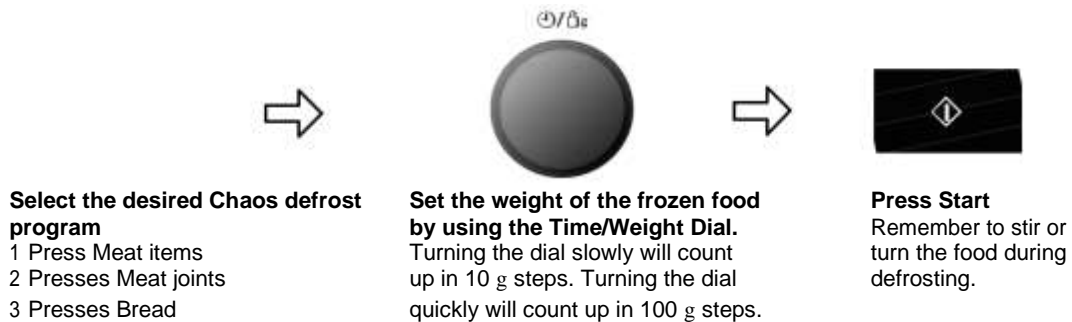 Select the desired Chaos defrost
program
1 Press Meat items
2 Presses Meat joints
3 Presses Bread
Set the weight of the frozen food
by using the Time/Weight Dial.
Turning the dial slowly will count
up in 10 g steps. Turning the dial
quickly will count up in 100 g steps.
Press Start
Remember to stir or
turn the food during
defrosting.